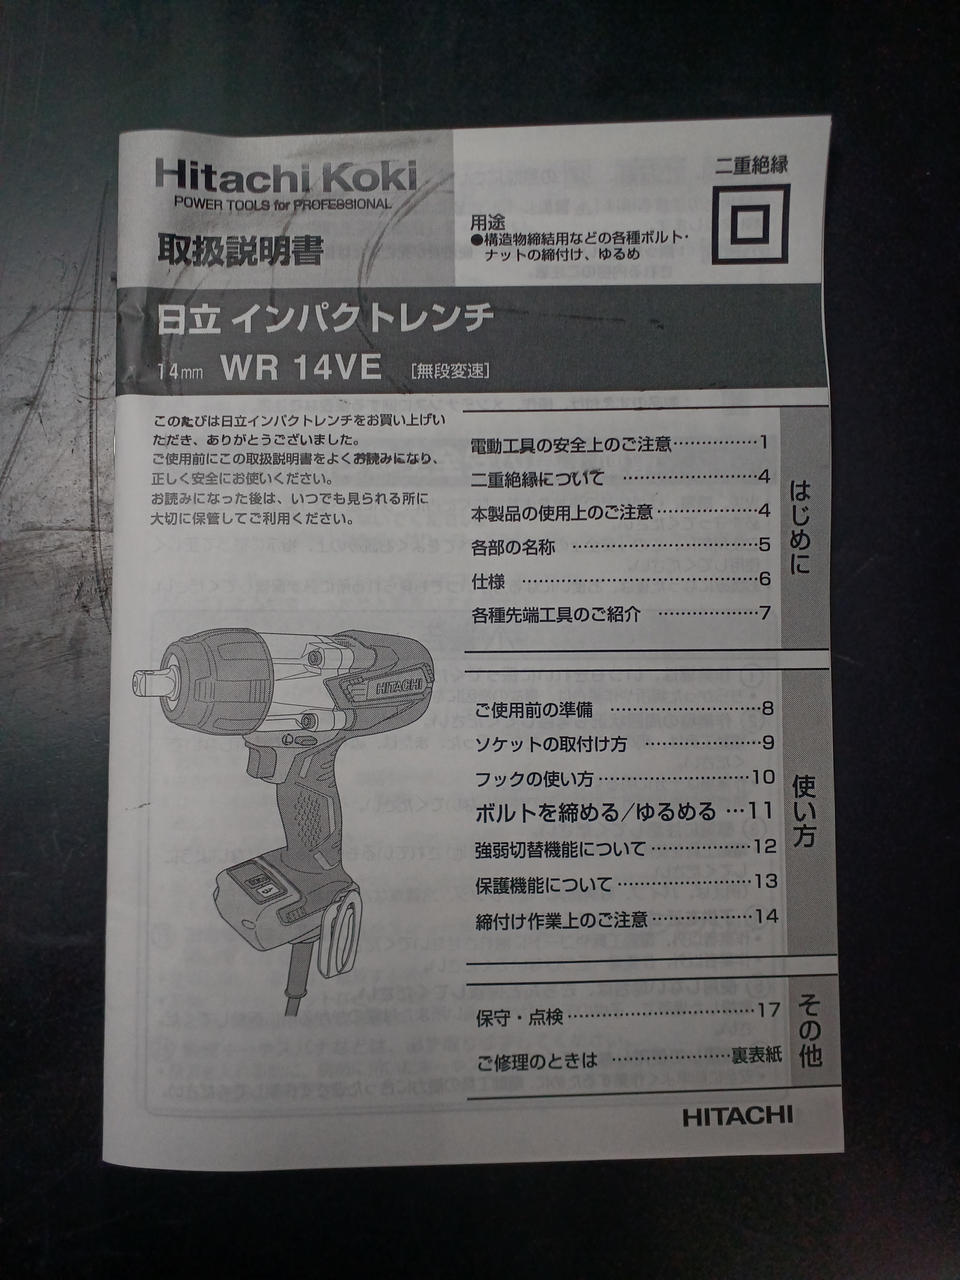 Hitachi Koki
POWER TOOLS for PROFESSIONAL
取扱説明書
用途
●構造物締結用などの各種ボルト・
ナットの締付け、ゆるめ
二重絶縁
日立 インパクトレンチ
14mm WR 14VE [無段変速]
このたびは日立インパクトレンチをお買い上げい
ただき、ありがとうございました。
ご使用前にこの取扱説明書をよくお読みになり、
正しく安全にお使いください。
お読みになった後は、いつでも見られる所に
大切に保管してご利用ください。
HITACHI
はじめに
電動工具の安全上のご注意……………1
二重絶縁について ……………………4
本製品の使用上のご注意………………4
各部の名称 ……………………………5
仕様 ……………………………………6
各種先端工具のご紹介 ………………7
使い方
ご使用前の準備 ………………………8
ソケットの取付け方 …………………9
フックの使い方………………………10
ボルトを締める/ゆるめる …11
強弱切替機能について………………12
保護機能について……………………13
締付け作業上のご注意………………14
その他
保守・点検……………………………17
ご修理のときは …………………裏表紙
HITACHI